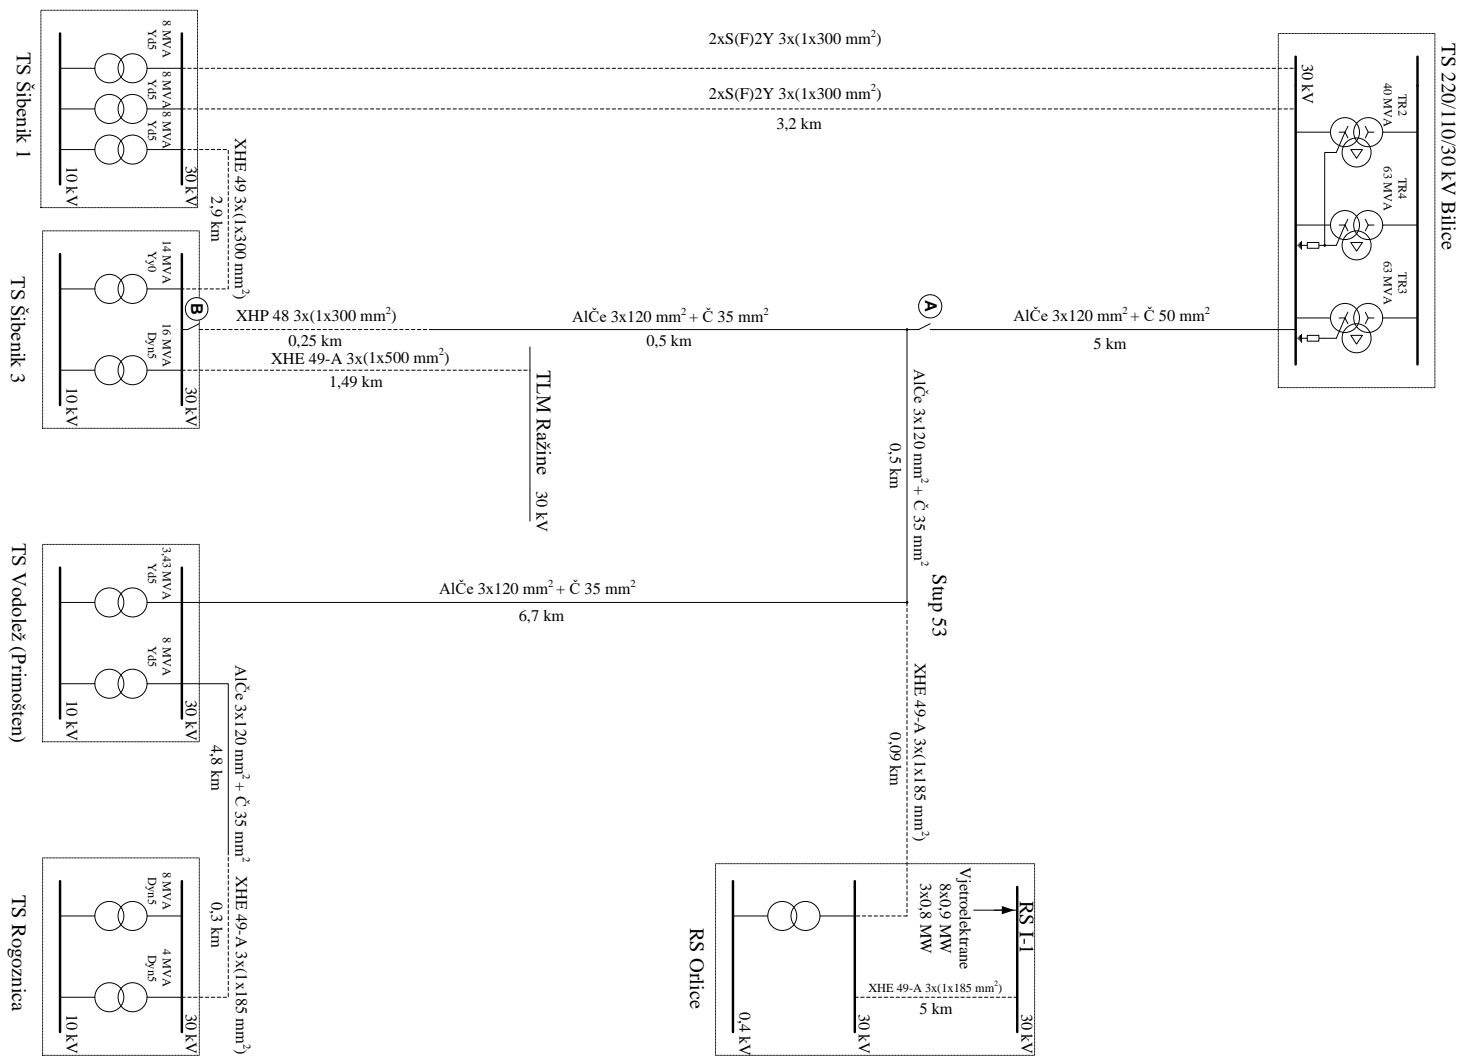 TS Šibenik 1
8 MVA
Yd5
8 MVA
Yd5
8 MVA
Yd5
10 kV
30 kV
2xS(F)2Y 3x(1x300 mm²)
2xS(F)2Y 3x(1x300 mm²)
3,2 km
TS 220/110/30 kV Bilice
30 kV
TR2
40 MVA
TR4
63 MVA
TR3
63 MVA
XHE 49 3x(1x300 mm²)
2,9 km
TS Šibenik 3
14 MVA
Yy0
16 MVA
Dyn5
10 kV
30 kV
B
XHP 48 3x(1x300 mm²)
0,25 km
AlČe 3x120 mm² + Č 35 mm²
0,5 km
A
AlČe 3x120 mm² + Č 50 mm²
5 km
XHE 49-A 3x(1x500 mm²)
1,49 km
TLM Ražine 30 kV
AlČe 3x120 mm² + Č 35 mm²
0,5 km
Stup 53
TS Vodolež (Primošten)
3,43 MVA
Yd5
8 MVA
Yd5
10 kV
30 kV
AlČe 3x120 mm² + Č 35 mm²
6,7 km
XHE 49-A 3x(1x185 mm²)
0,09 km
AlČe 3x120 mm² + Č 35 mm²
4,8 km
XHE 49-A 3x(1x185 mm²)
0,3 km
TS Rogoznica
8 MVA
Dyn5
4 MVA
Dyn5
10 kV
30 kV
RS Orlice
0,4 kV
30 kV
RS I-1
Vjetroelektrane
8x0,9 MW
3x0,8 MW
XHE 49-A 3x(1x185 mm²)
5 km
30 kV